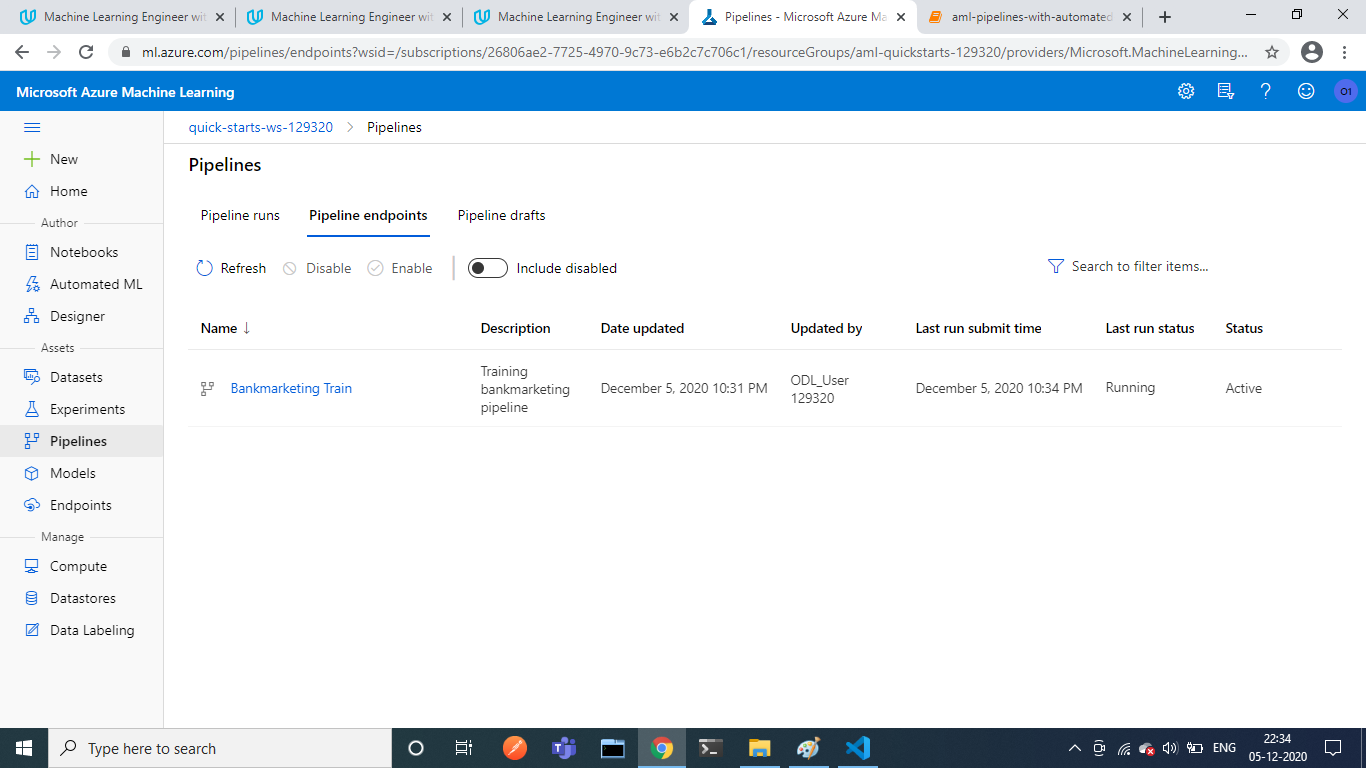 Machine Learning Engineer wit
Machine Learning Engineer wit
Machine Learning Engineer wit
Pipelines - Microsoft Azure Ma
aml-pipelines-with-automated
ml.azure.com/pipelines/endpoints?wsid=/subscriptions/26806ae2-7725-4970-9c73-e6b2c7c706c1/resourceGroups/aml-quickstarts-129320/providers/Microsoft.MachineLearning...
Microsoft Azure Machine Learning
O1
New
Home
Author
Notebooks
Automated ML
Designer
Assets
Datasets
Experiments
Pipelines
Models
Endpoints
Manage
Compute
Datastores
Data Labeling
quick-starts-ws-129320 > Pipelines
Pipelines
Pipeline runs Pipeline endpoints Pipeline drafts
Refresh Disable Enable Include disabled Search to filter items...
Name ↓ Description Date updated Updated by Last run submit time Last run status Status
Bankmarketing Train
Training
bankmarketing
pipeline
December 5, 2020 10:31 PM
ODL_User
129320
December 5, 2020 10:34 PM
Running
Active
Type here to search
ENG
22:34
05-12-2020